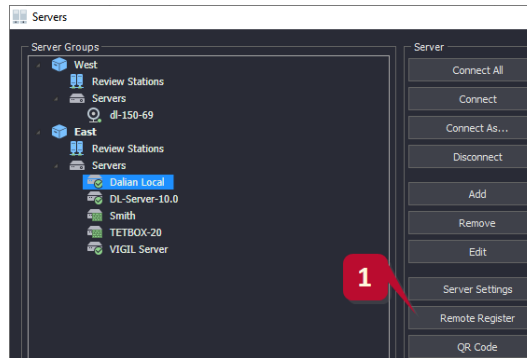 Servers
Server Groups
West
Review Stations
Servers
dl-150-69
East
Review Stations
Servers
Dalian Local
DL-Server-10.0
Smith
TETBOX-20
VIGIL Server
Server
Connect All
Connect
Connect As...
Disconnect
Add
Remove
Edit
Server Settings
1
Remote Register
QR Code